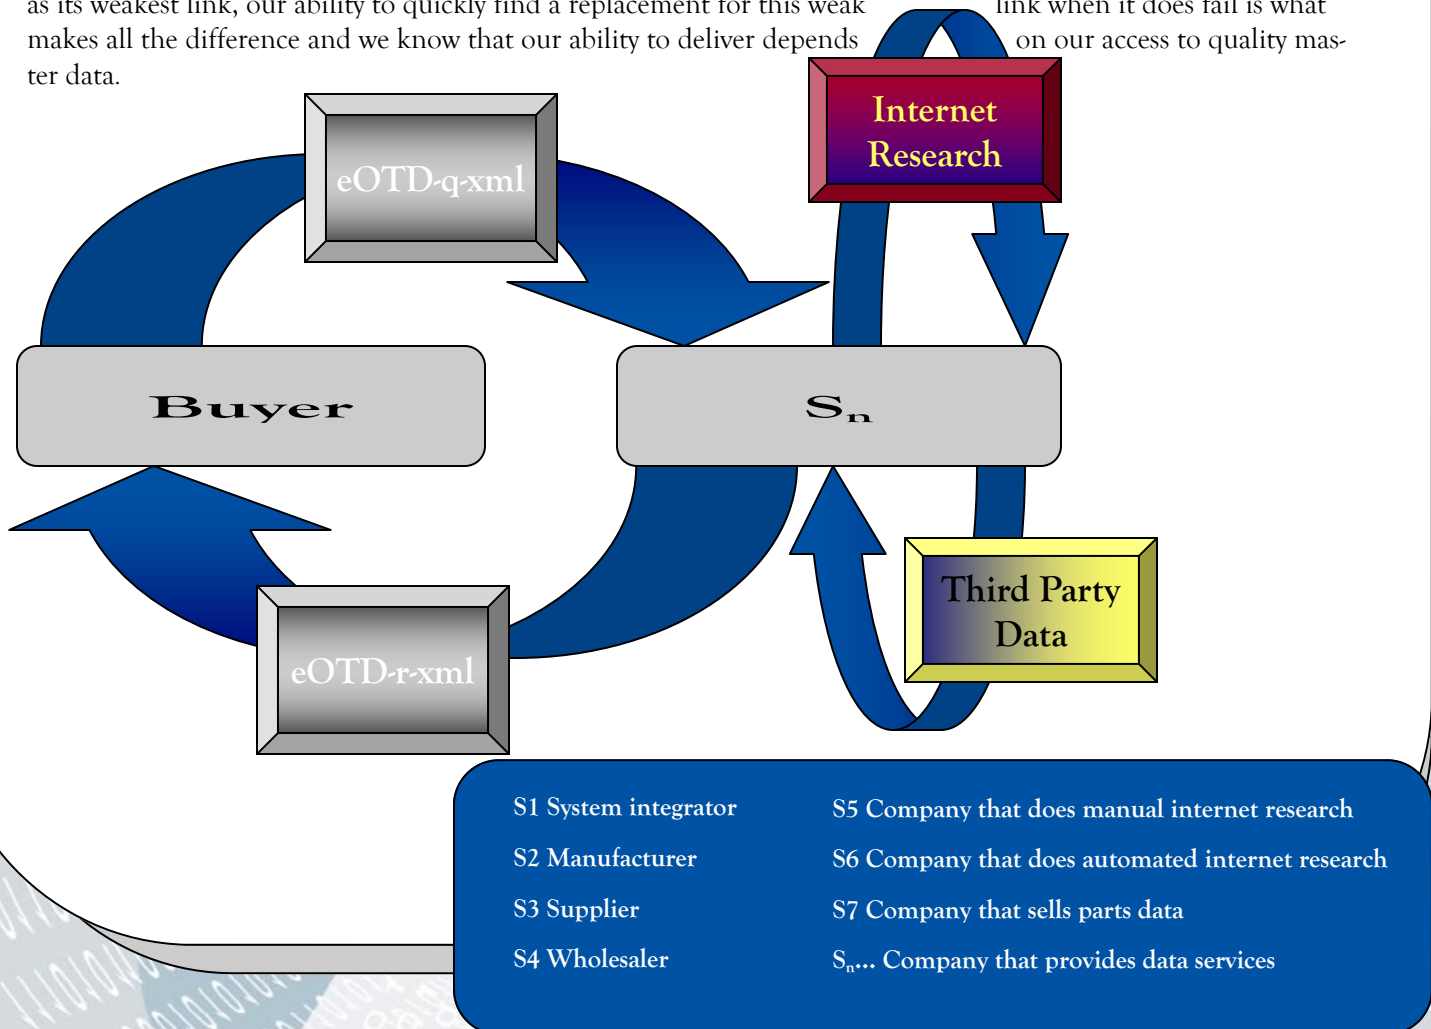 as its weakest link, our ability to quickly find a replacement for this weak link when it does fail is what
makes all the difference and we know that our ability to deliver depends on our access to quality mas-
ter data.
Internet
Research
eOTD-q-xml
Buyer
Sn
Third Party
Data
eOTD-r-xml
S1 System integrator
S2 Manufacturer
S3 Supplier
S4 Wholesaler
S5 Company that does manual internet research
S6 Company that does automated internet research
S7 Company that sells parts data
Sn... Company that provides data services